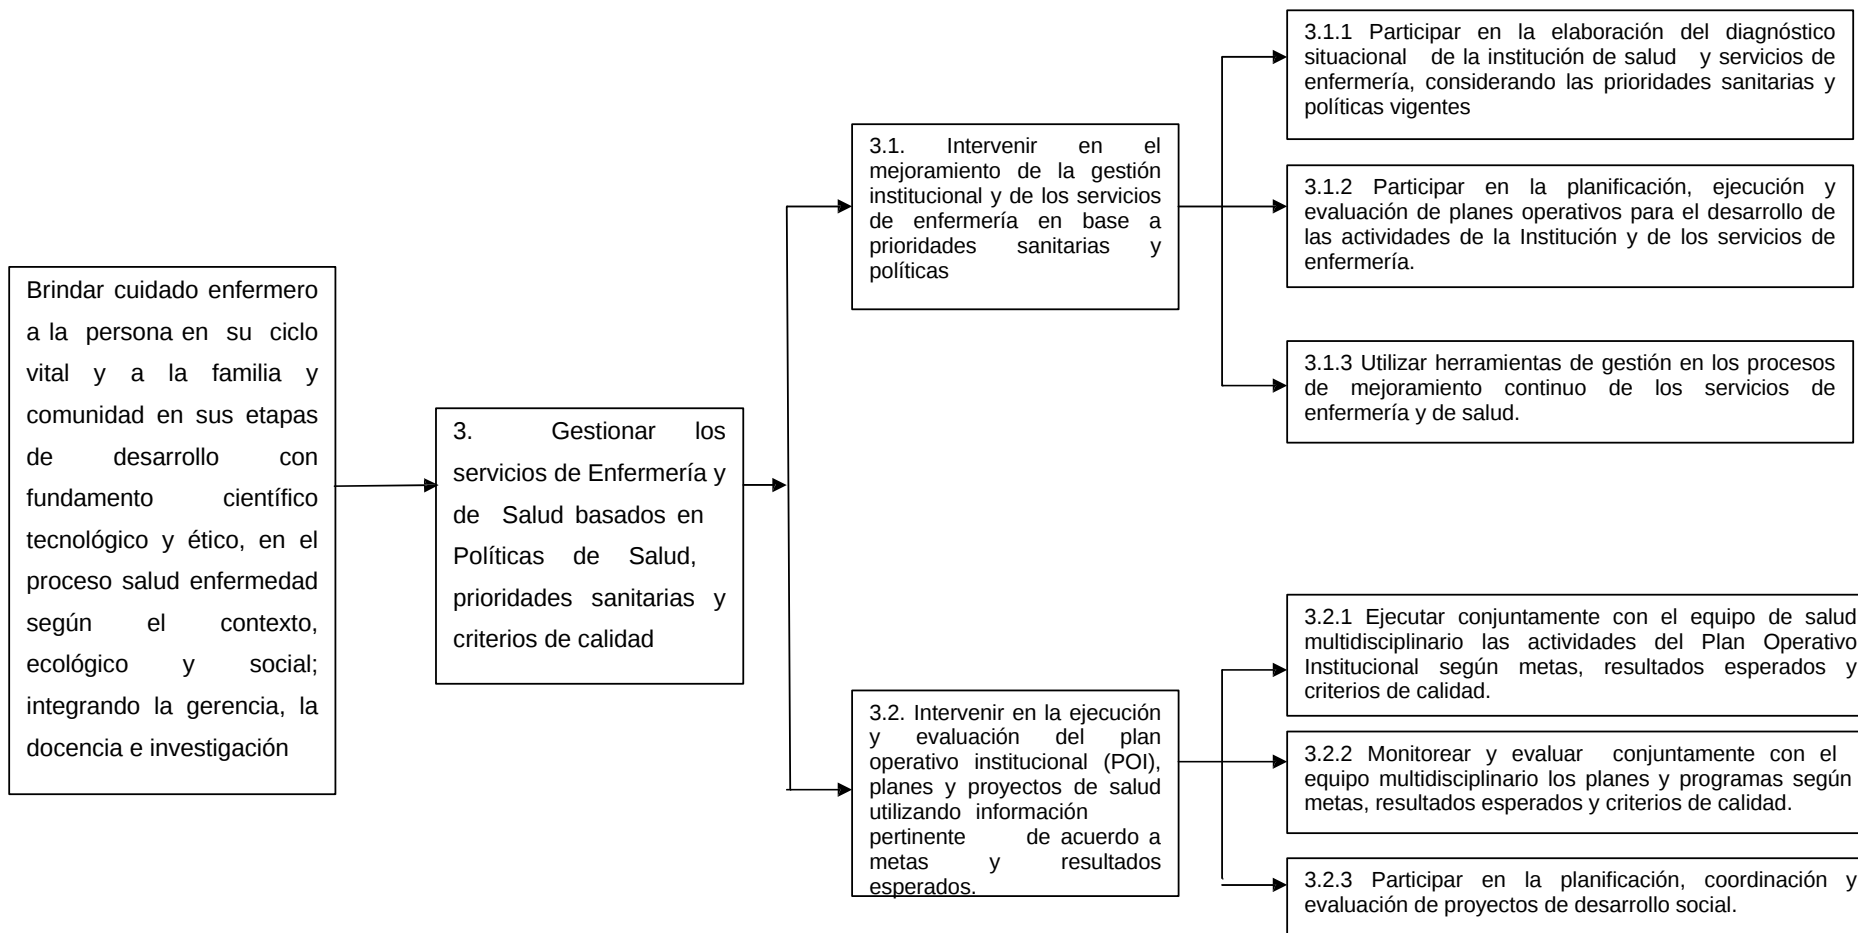 Brindar cuidado enfermero
a la persona en su ciclo
vital y a la familia y
comunidad en sus etapas
de desarrollo con
fundamento científico
tecnológico y ético, en el
proceso salud enfermedad
según el contexto,
ecológico y social;
integrando la gerencia, la
docencia e investigación
3. Gestionar los
servicios de Enfermería y
de Salud basados en
Políticas de Salud,
prioridades sanitarias y
criterios de calidad
3.1. Intervenir en el
mejoramiento de la gestión
institucional y de los servicios
de enfermería en base a
prioridades sanitarias y
políticas
3.1.1 Participar en la elaboración del diagnóstico
situacional de la institución de salud y servicios de
enfermería, considerando las prioridades sanitarias y
políticas vigentes
3.1.2 Participar en la planificación, ejecución y
evaluación de planes operativos para el desarrollo de
las actividades de la Institución y de los servicios de
enfermería.
3.1.3 Utilizar herramientas de gestión en los procesos
de mejoramiento continuo de los servicios de
enfermería y de salud.
3.2. Intervenir en la ejecución
y evaluación del plan
operativo institucional (POI),
planes y proyectos de salud
utilizando información
pertinente de acuerdo a
metas y resultados
esperados.
3.2.1 Ejecutar conjuntamente con el equipo de salud
multidisciplinario las actividades del Plan Operativo
Institucional según metas, resultados esperados y
criterios de calidad.
3.2.2 Monitorear y evaluar conjuntamente con el
equipo multidisciplinario los planes y programas según
metas, resultados esperados y criterios de calidad.
3.2.3 Participar en la planificación, coordinación y
evaluación de proyectos de desarrollo social.